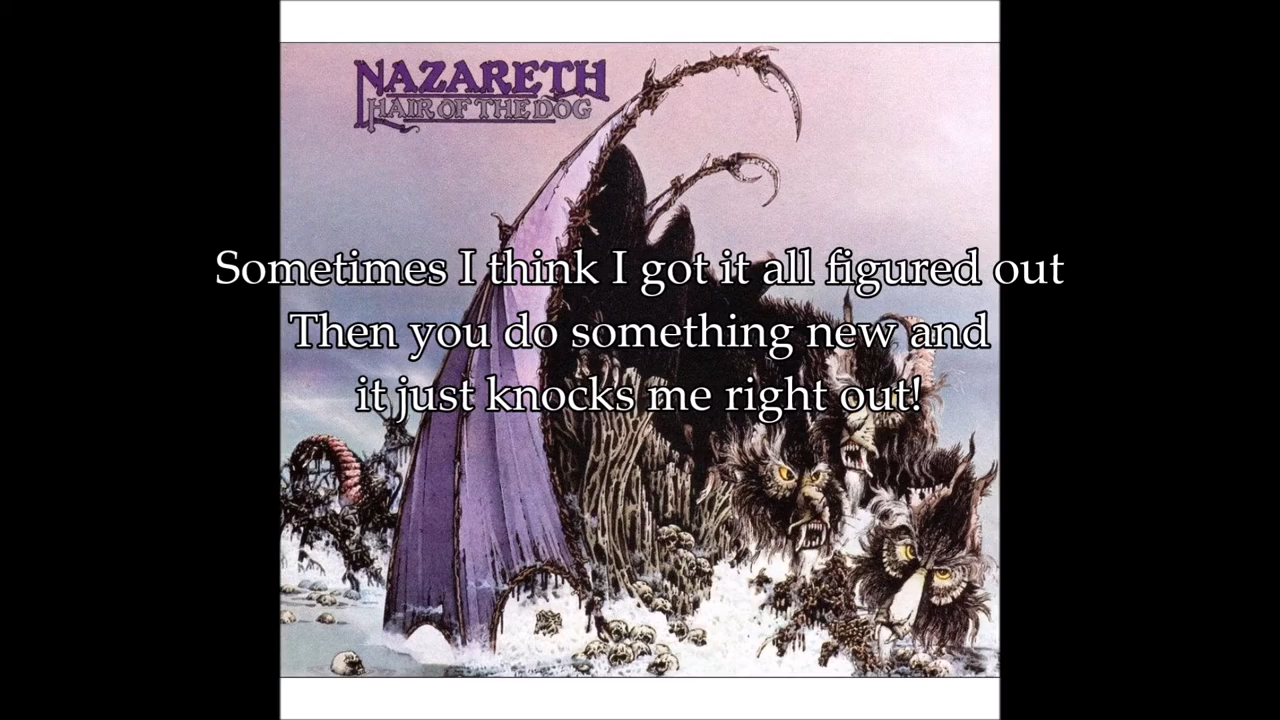 NAZARETH
HAIR OF THE DOG
Sometimes I think I got it all figured out
Then you do something new and
it just knocks me right out!